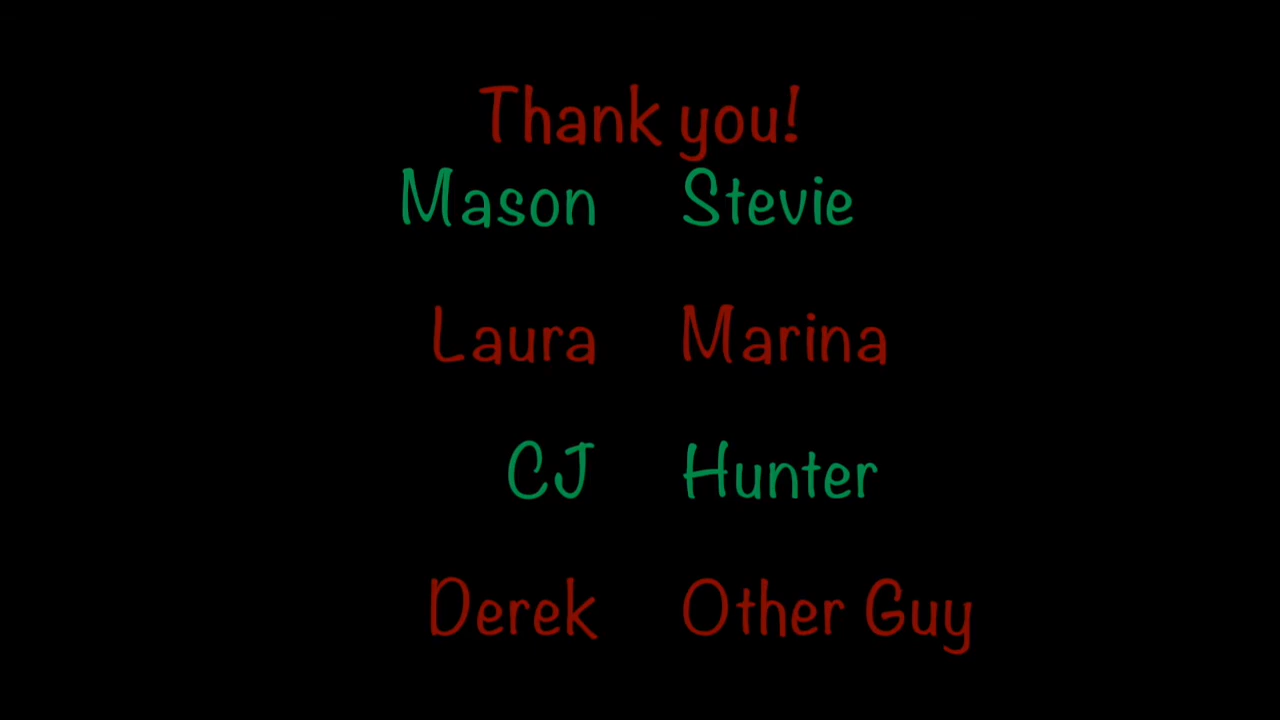 Thank you!
Mason Stevie
Laura Marina
CJ Hunter
Derek Other Guy